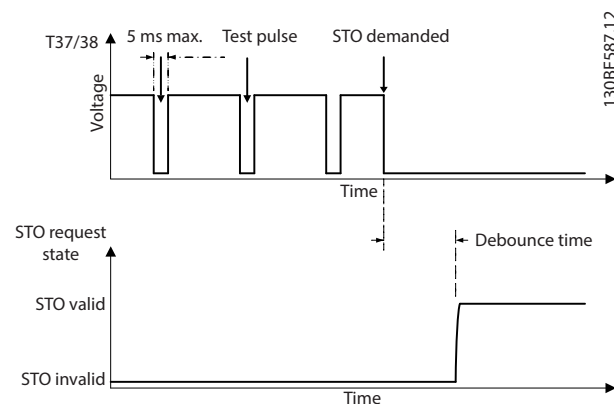 T37/38
5 ms max.
Test pulse
STO demanded
130BE587.12
Voltage
Time
STO request
state
Debounce time
STO valid
STO invalid
Time